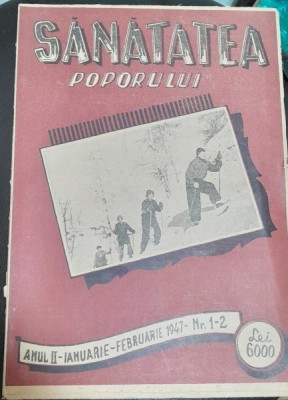 SĂNĂTATEA
POPORULUI
ANUL II - IANUARIE - FEBRUARIE 1947 - Nr. 1-2
Lei
6000